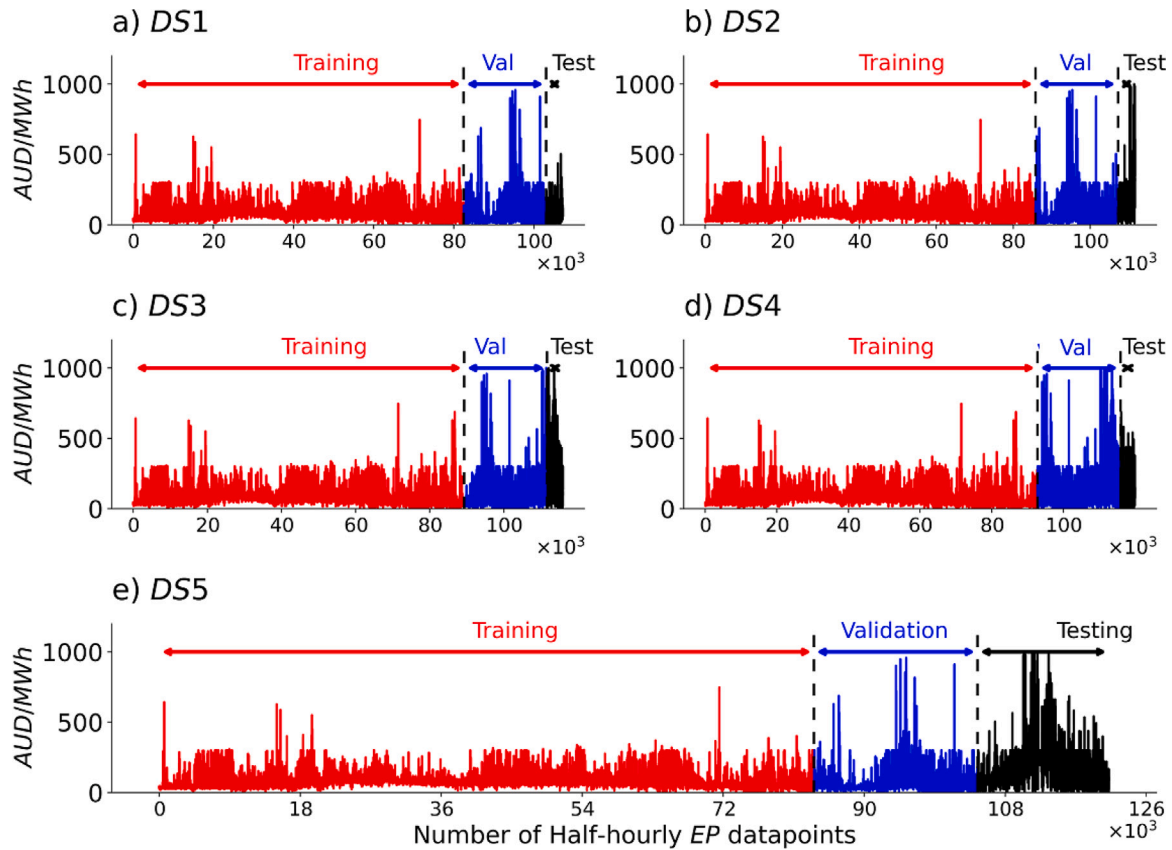 a) DS1
b) DS2
Training Val Test
Training Val Test
AUD/MWh
1000
500
0
0 20 40 60 80 100
×10³
1000
500
0
0 20 40 60 80 100
×10³
c) DS3
d) DS4
Training Val Test
Training Val Test
AUD/MWh
1000
500
0
0 20 40 60 80 100
×10³
1000
500
0
0 20 40 60 80 100
×10³
e) DS5
Training Validation Testing
AUD/MWh
1000
500
0
0 18 36 54 72 90 108 126
×10³
Number of Half-hourly EP datapoints